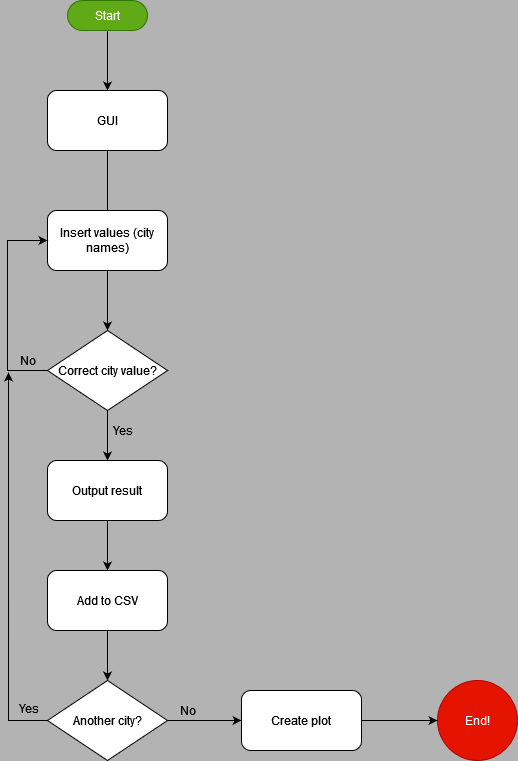 Start
GUI
Insert values (city
names)
No
Correct city value?
Yes
Output result
Add to CSV
Yes
Another city?
No
Create plot
End!